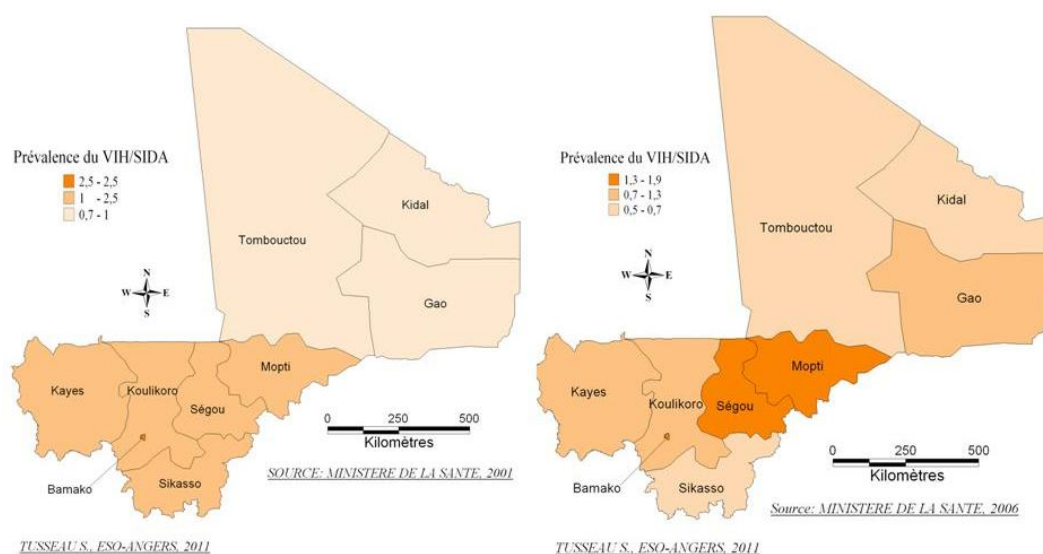 Prévalence du VIH/SIDA
2,5 - 2,5
1 - 2,5
0,7 - 1
N
W E
S
Kidal
Tombouctou
Gao
Mopti
Kayes
Koulikoro
Ségou
Bamako
Sikasso
0 250 500
Kilomètres
SOURCE: MINISTERE DE LA SANTE, 2001
TUSSEAU S., ESO-ANGERS, 2011
Prévalence du VIH/SIDA
1,3 - 1,9
0,7 - 1,3
0,5 - 0,7
N
W E
S
Kidal
Tombouctou
Gao
Mopti
Kayes
Koulikoro
Ségou
Bamako
Sikasso
0 250 500
Kilomètres
Source: MINISTERE DE LA SANTE, 2006
TUSSEAU S., ESO-ANGERS, 2011